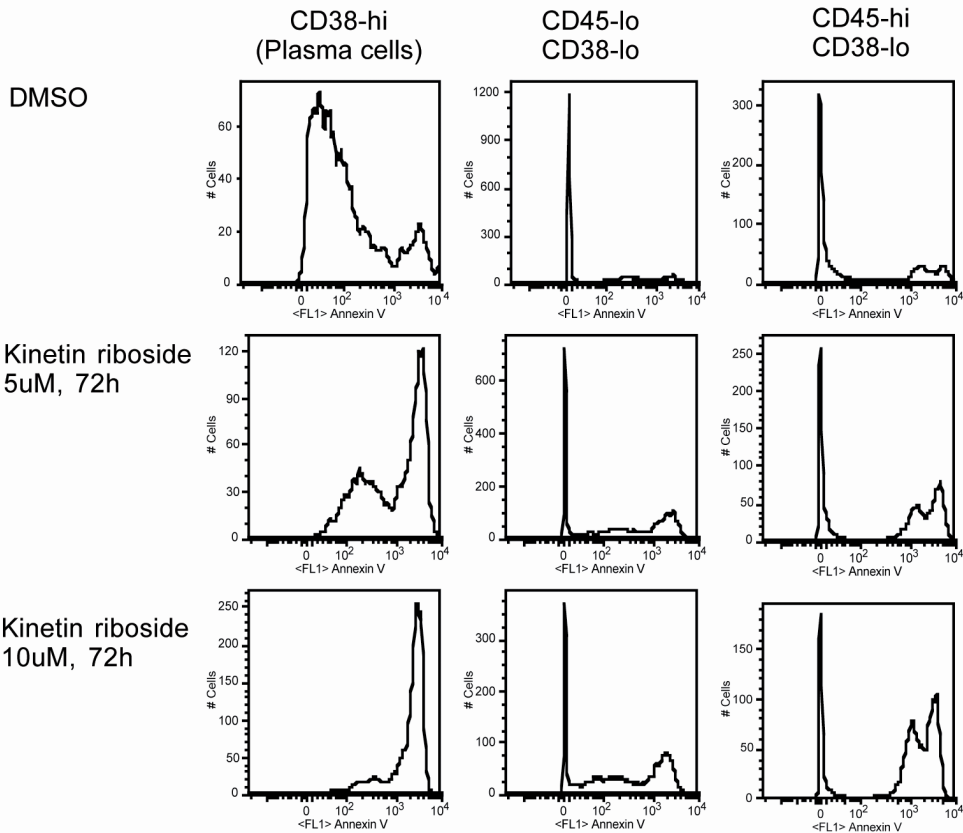 CD38-hi
(Plasma cells)
CD45-lo
CD38-lo
CD45-hi
CD38-lo
DMSO
# Cells
60
40
20
0
0 10² 10³ 10⁴
<FL1> Annexin V
# Cells
1200
900
600
300
0
0 10² 10³ 10⁴
<FL1> Annexin V
# Cells
300
200
100
0
0 10² 10³ 10⁴
<FL1> Annexin V
Kinetin riboside
5uM, 72h
# Cells
120
90
60
30
0
0 10² 10³ 10⁴
<FL1> Annexin V
# Cells
600
400
200
0
0 10² 10³ 10⁴
<FL1> Annexin V
# Cells
250
200
150
100
50
0
0 10² 10³ 10⁴
<FL1> Annexin V
Kinetin riboside
10uM, 72h
# Cells
250
200
150
100
50
0
0 10² 10³ 10⁴
<FL1> Annexin V
# Cells
300
200
100
0
0 10² 10³ 10⁴
<FL1> Annexin V
# Cells
150
100
50
0
0 10² 10³ 10⁴
<FL1> Annexin V